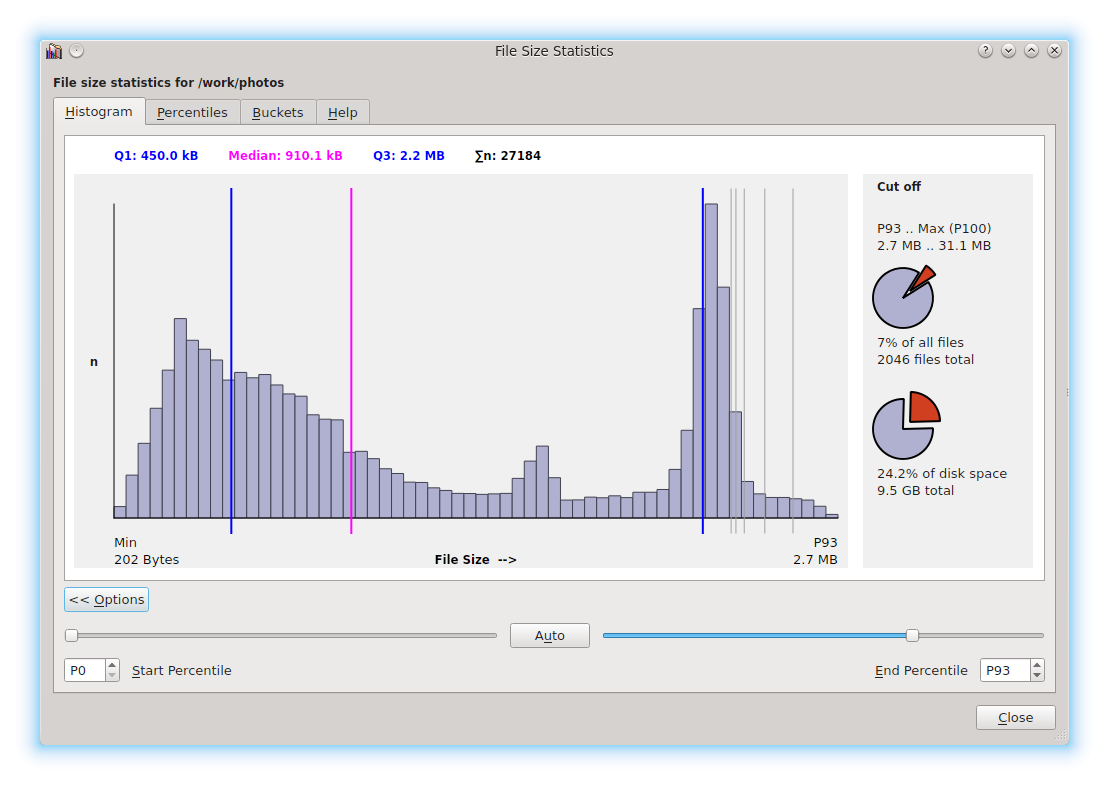 File Size Statistics
File size statistics for /work/photos
Histogram Percentiles Buckets Help
Q1: 450.0 kB Median: 910.1 kB Q3: 2.2 MB ∑n: 27184
Cut off
P93 .. Max (P100)
2.7 MB .. 31.1 MB
7% of all files
2046 files total
24.2% of disk space
9.5 GB total
n
Min P93
202 Bytes File Size --> 2.7 MB
<< Options
Auto
P0 Start Percentile End Percentile P93
Close